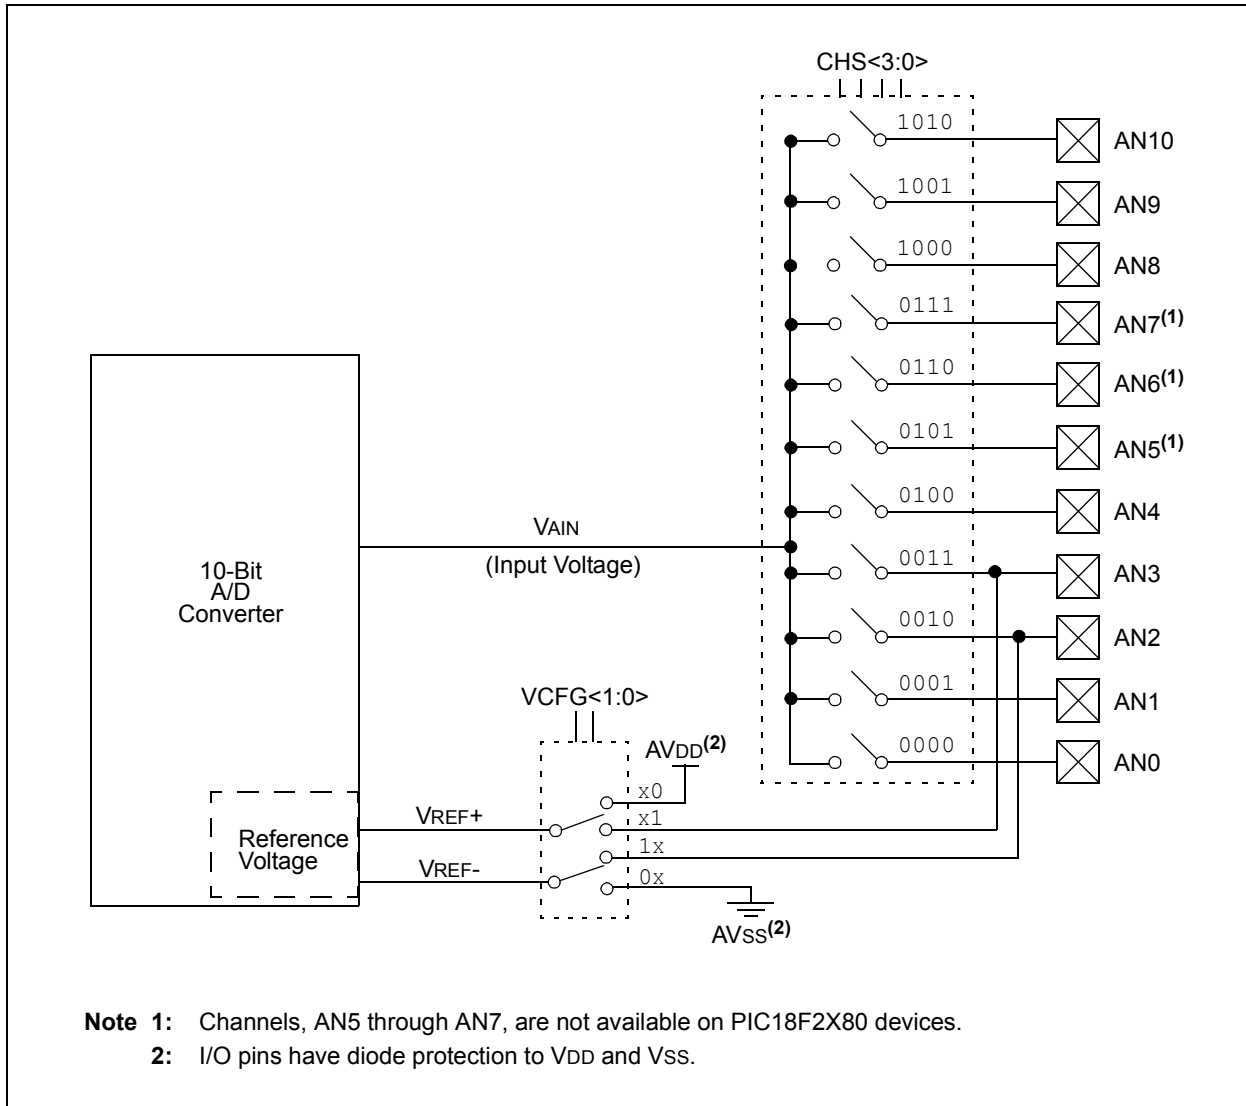 CHS<3:0>
1010
AN10
1001
AN9
1000
AN8
0111
AN7(1)
0110
AN6(1)
0101
AN5(1)
0100
AN4
VAIN
(Input Voltage)
0011
AN3
10-Bit
A/D
Converter
0010
AN2
0001
AN1
VCFG<1:0>
0000
AN0
AVDD(2)
x0
VREF+
x1
Reference
Voltage
1x
VREF-
0x
AVSS(2)
Note 1: Channels, AN5 through AN7, are not available on PIC18F2X80 devices.
2: I/O pins have diode protection to VDD and VSS.